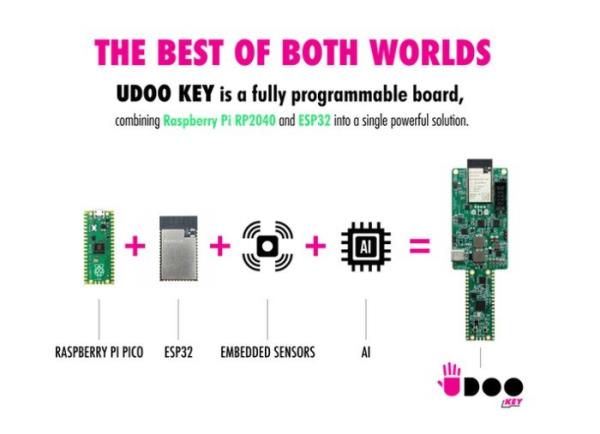 THE BEST OF BOTH WORLDS
UDOO KEY is a fully programmable board,
combining Raspberry Pi RP2040 and ESP32 into a single powerful solution.
AI
RASPBERRY PI PICO
ESP32
EMBEDDED SENSORS
AI
UDOO
KEY